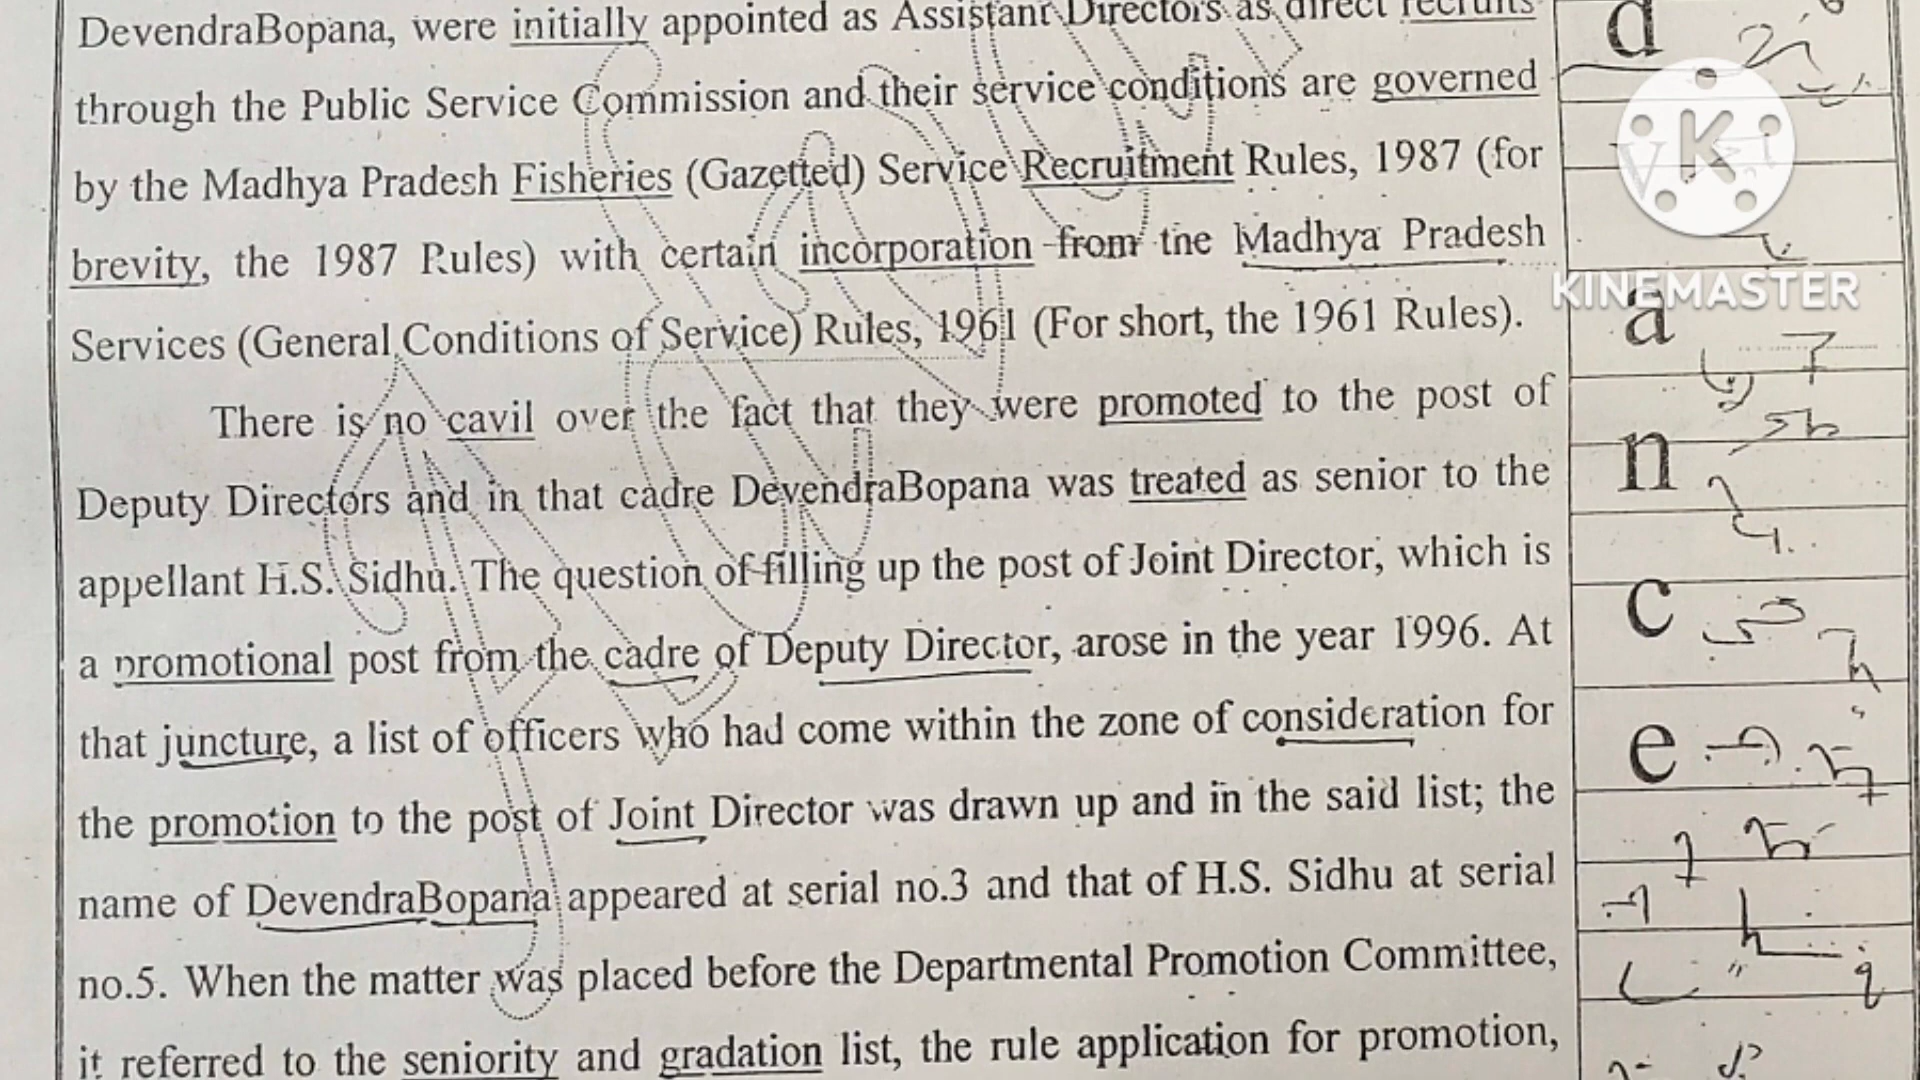 DevendraBopana, were initially appointed as Assistant Directors as direct recruits
through the Public Service Commission and their service conditions are governed
by the Madhya Pradesh Fisheries (Gazetted) Service Recruitment Rules, 1987 (for
brevity, the 1987 Rules) with certain incorporation from the Madhya Pradesh
Services (General Conditions of Service) Rules, 1961 (For short, the 1961 Rules).
There is no cavil over the fact that they were promoted to the post of
Deputy Directors and in that cadre DevendraBopana was treated as senior to the
appellant H.S. Sidhu. The question of filling up the post of Joint Director, which is
a promotional post from the cadre of Deputy Director, arose in the year 1996. At
that juncture, a list of officers who had come within the zone of consideration for
the promotion to the post of Joint Director was drawn up and in the said list; the
name of DevendraBopana appeared at serial no.3 and that of H.S. Sidhu at serial
no.5. When the matter was placed before the Departmental Promotion Committee,
it referred to the seniority and gradation list, the rule application for promotion,
d
a
n
c
e
K
KINEMASTER